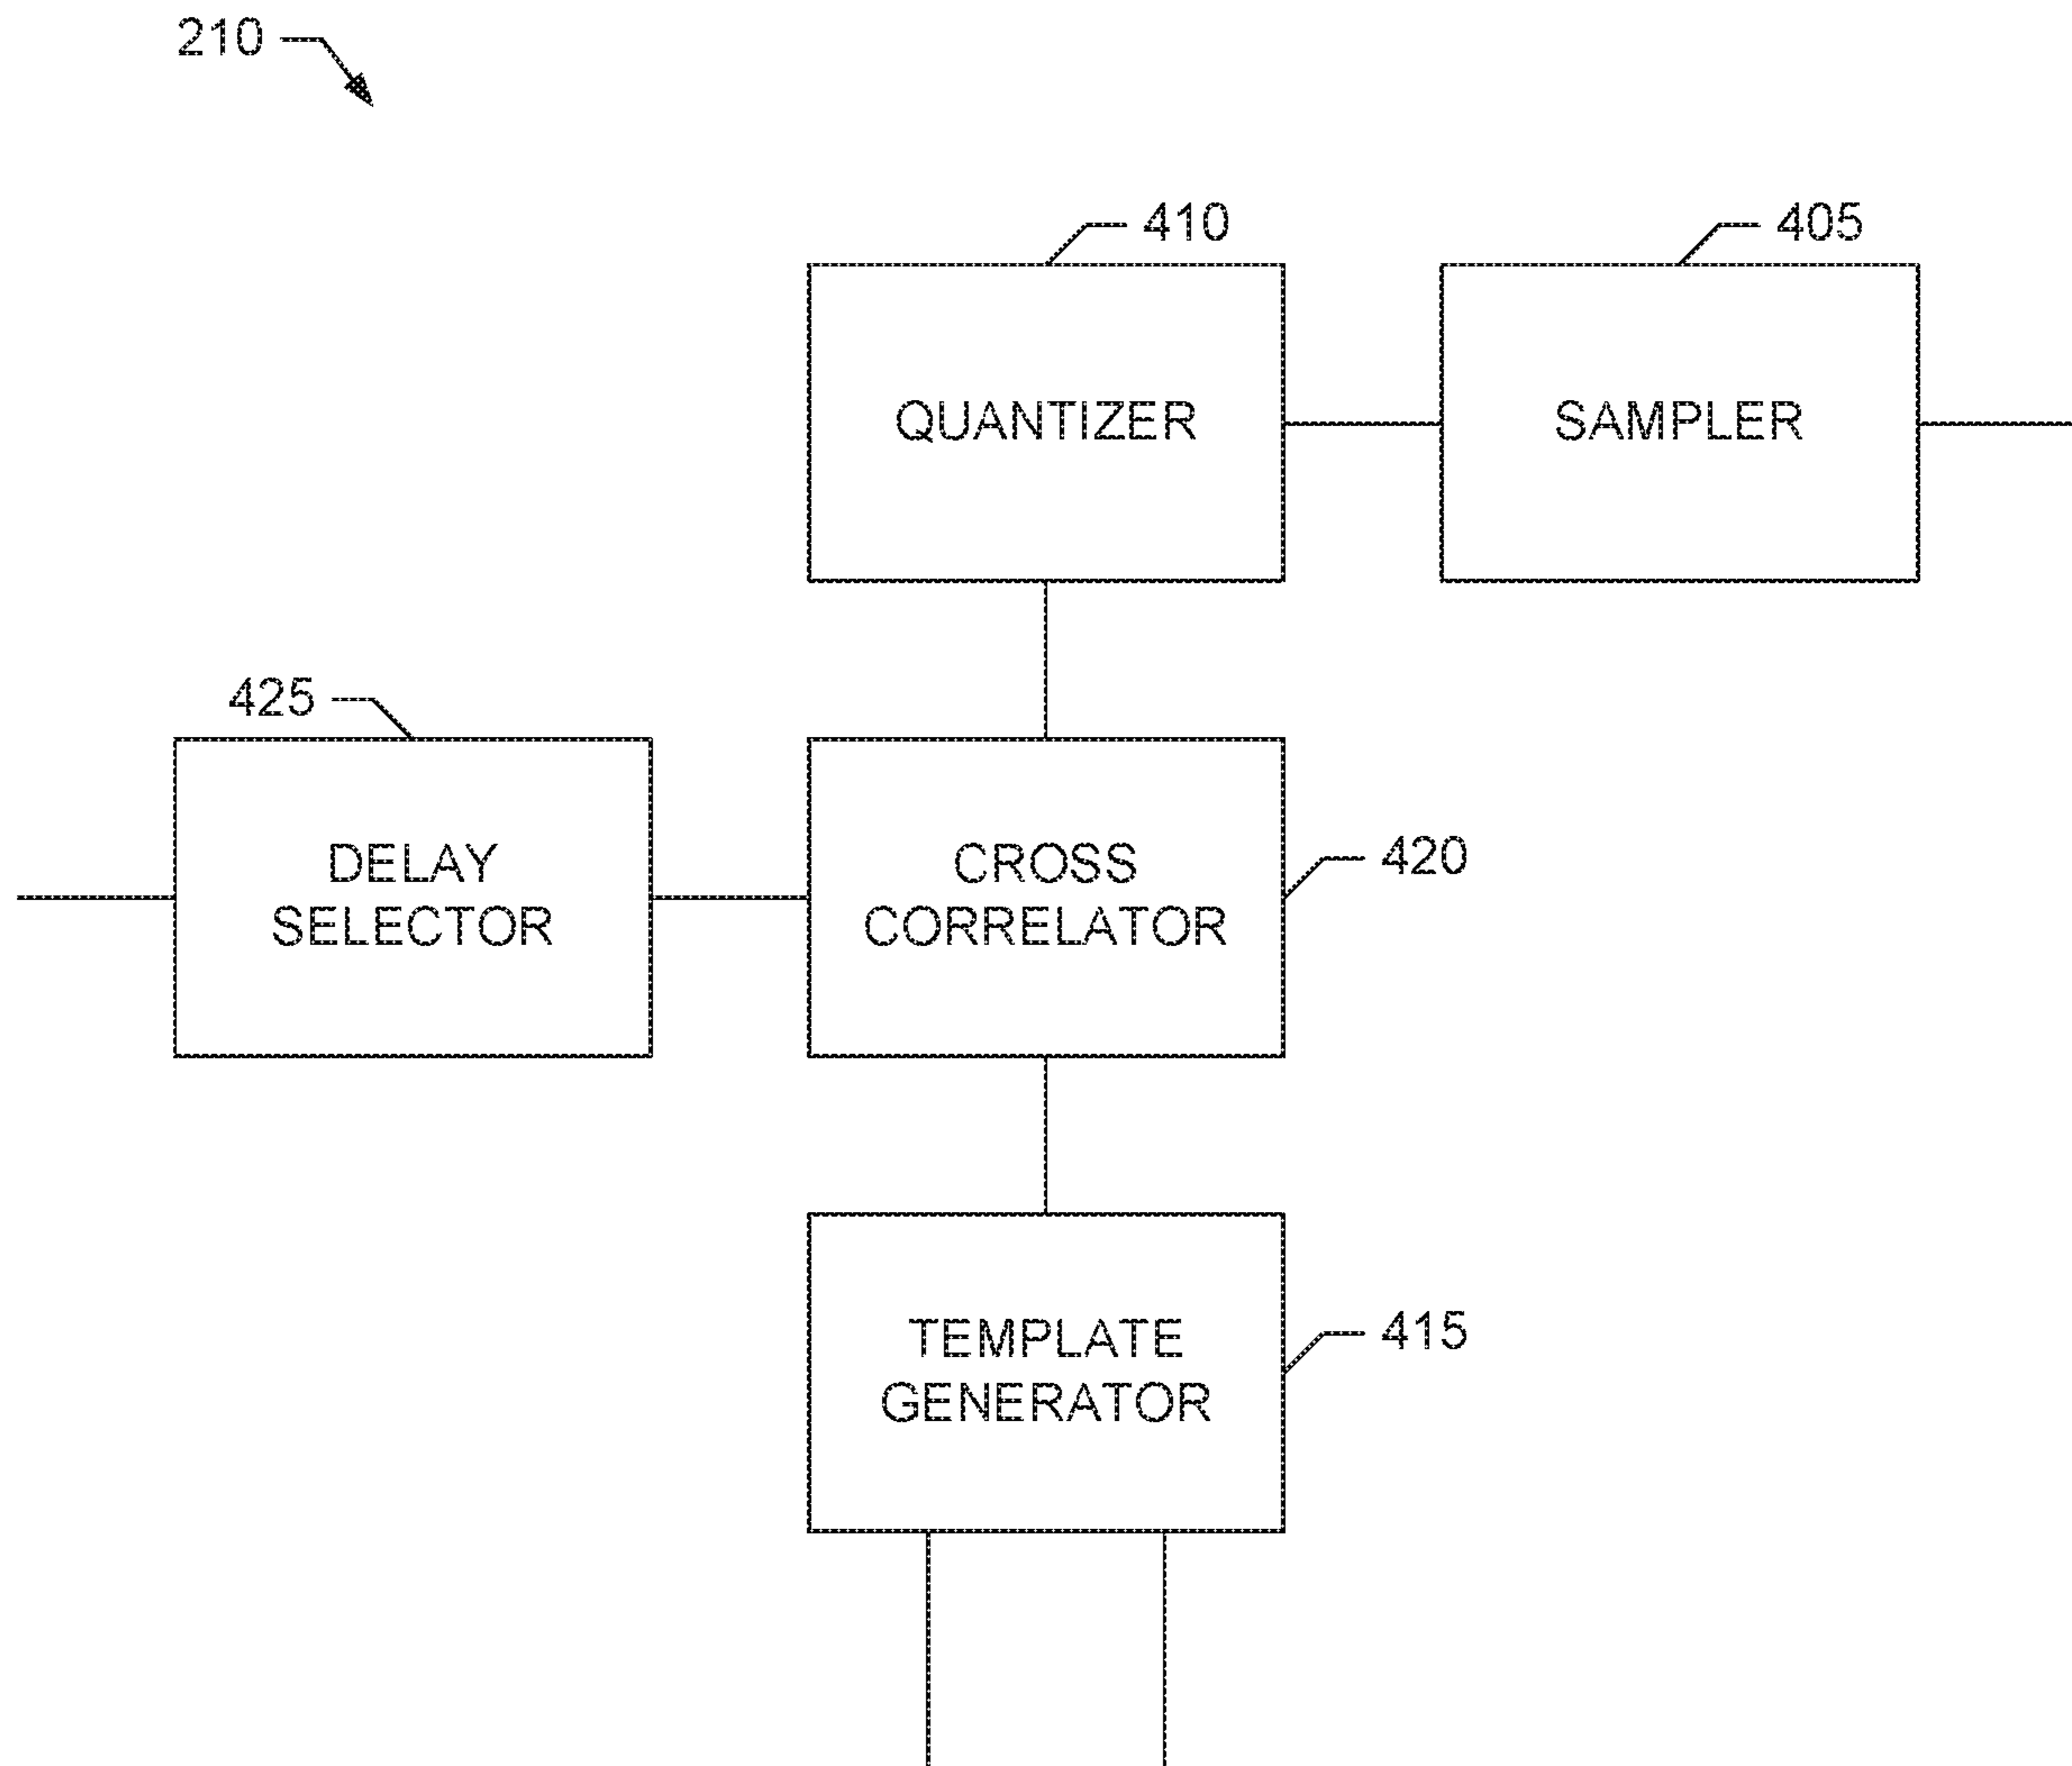 210
410
405
QUANTIZER
SAMPLER
425
DELAY
SELECTOR
CROSS
CORRELATOR
420
TEMPLATE
GENERATOR
415